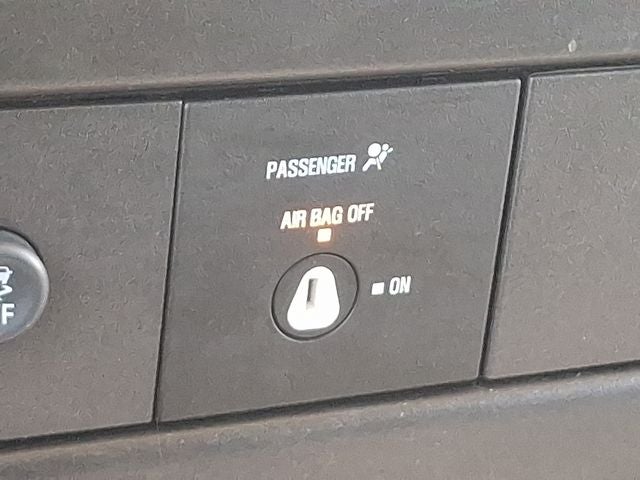 PASSENGER
AIR BAG OFF
ON
F